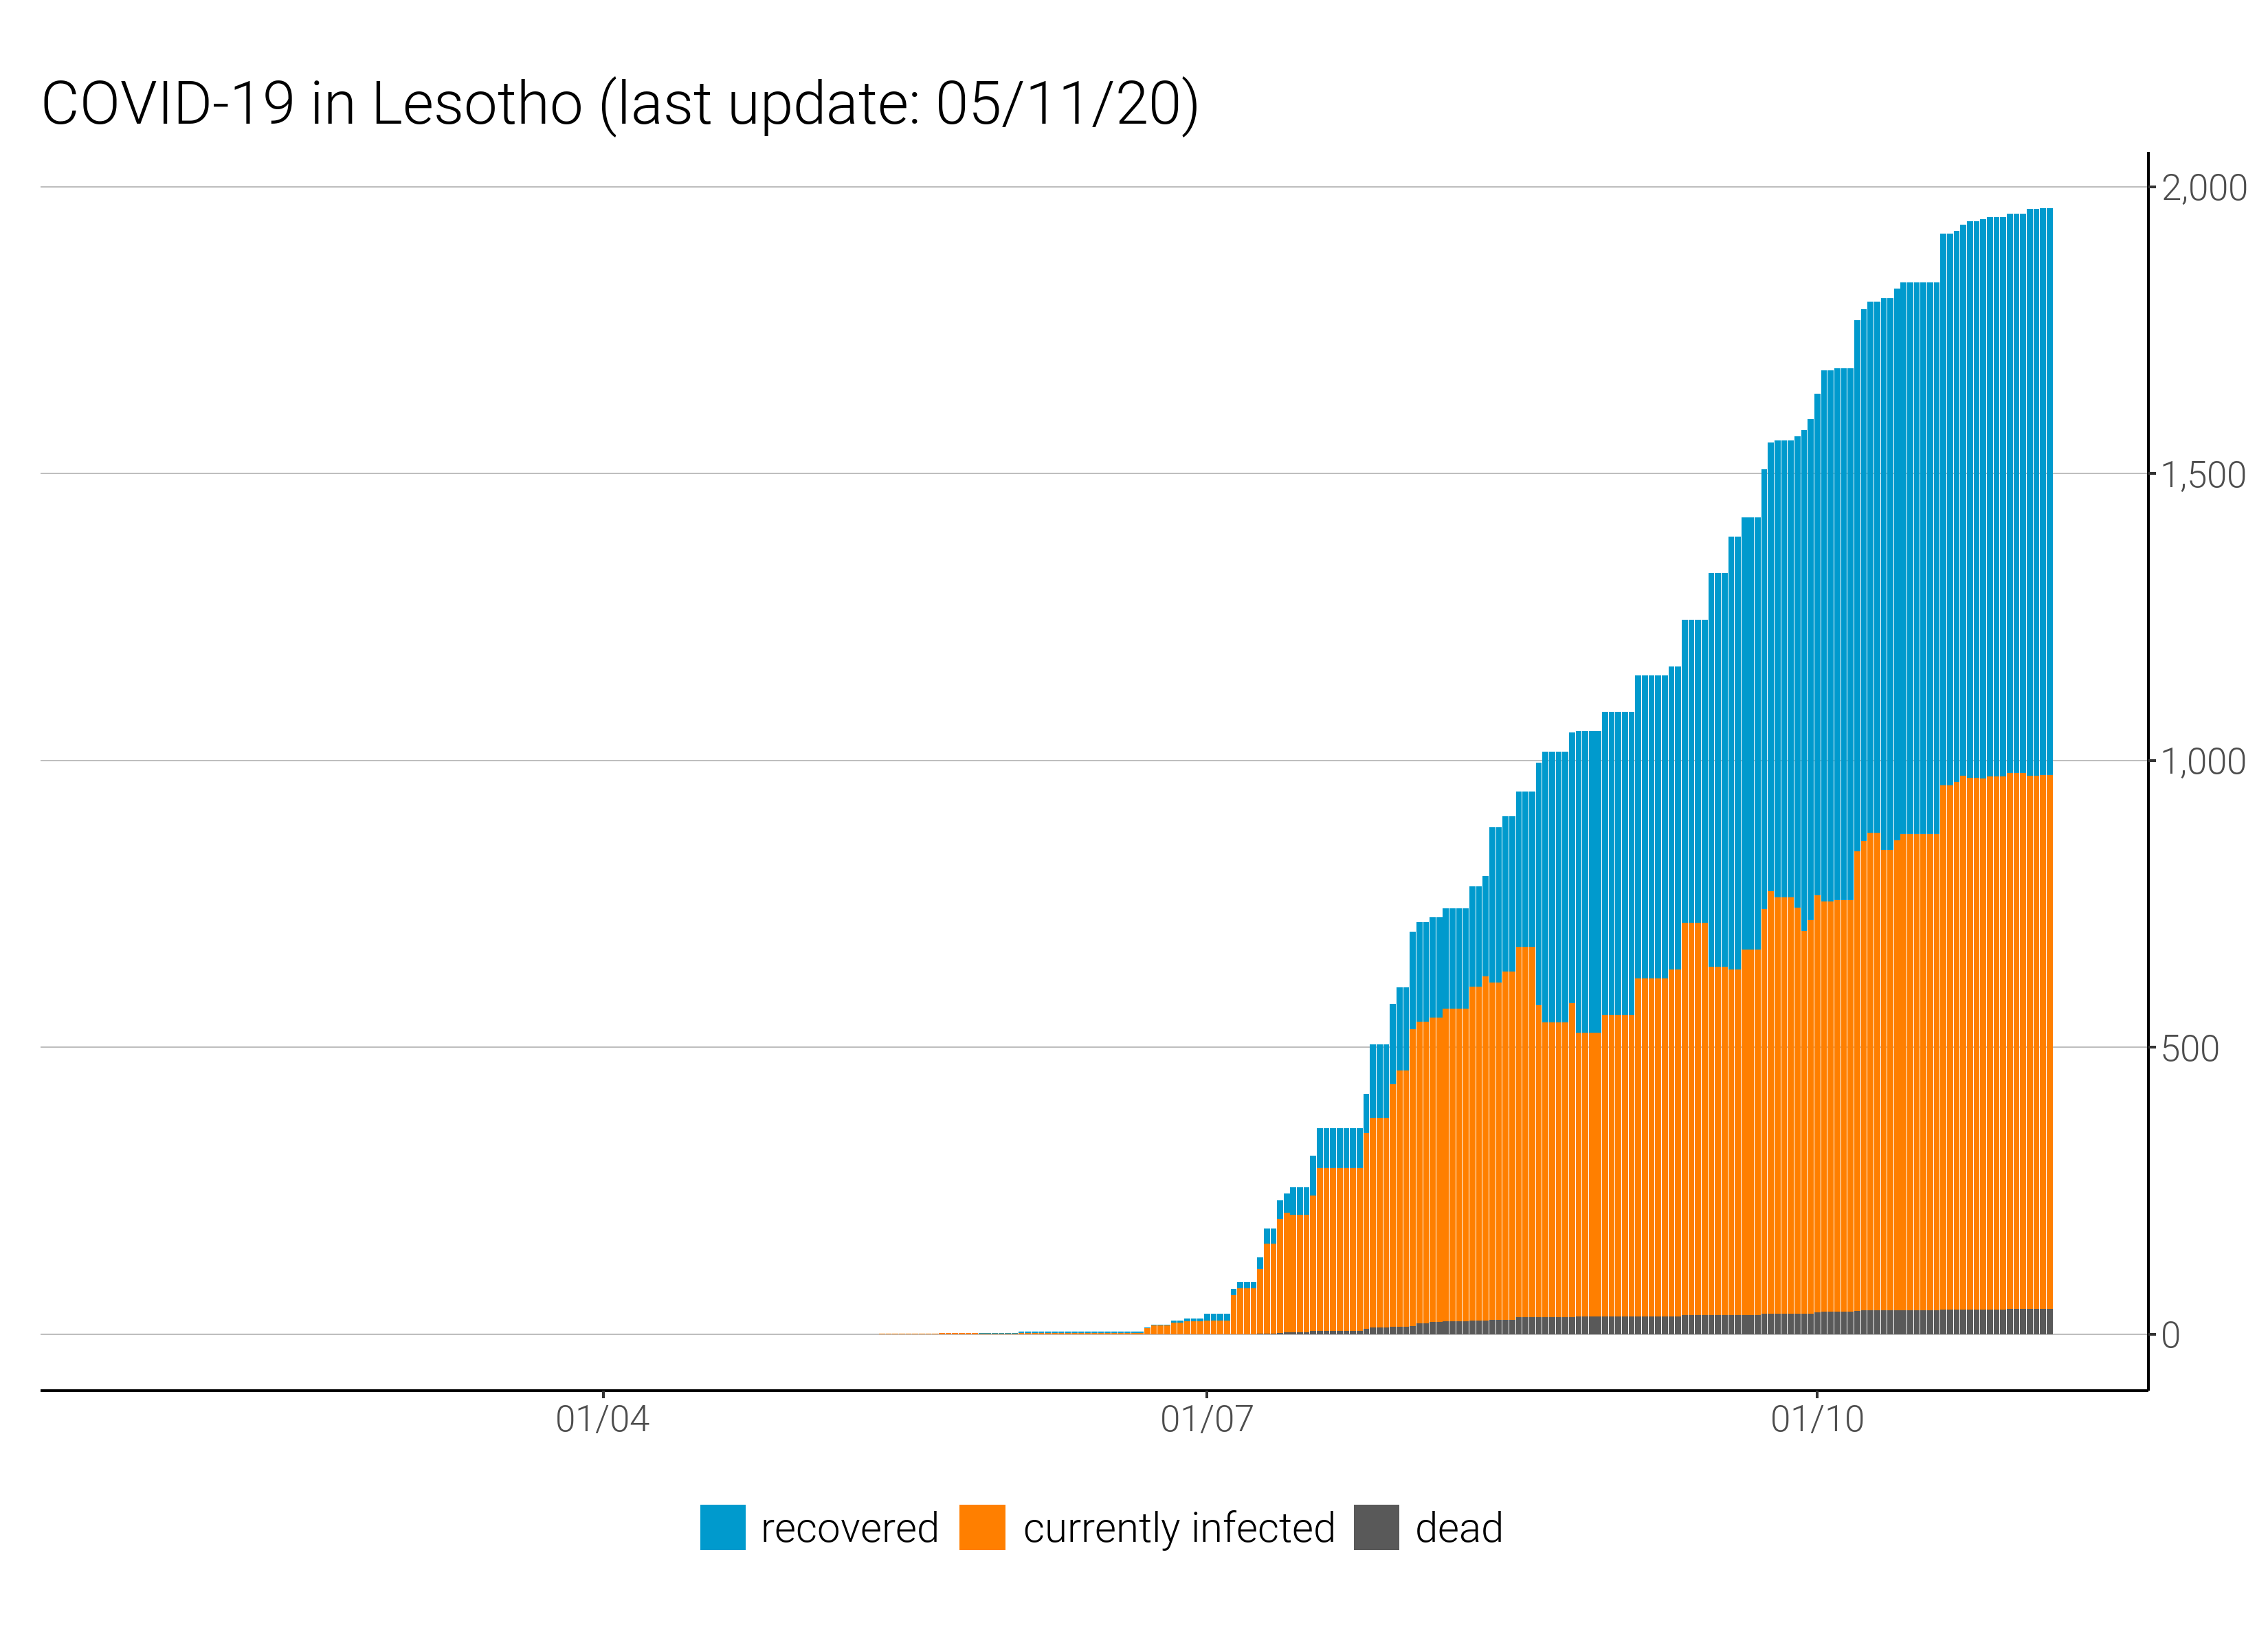 COVID-19 in Lesotho (last update: 05/11/20)
2,000
1,500
1,000
500
0
01/04 01/07 01/10
recovered currently infected dead